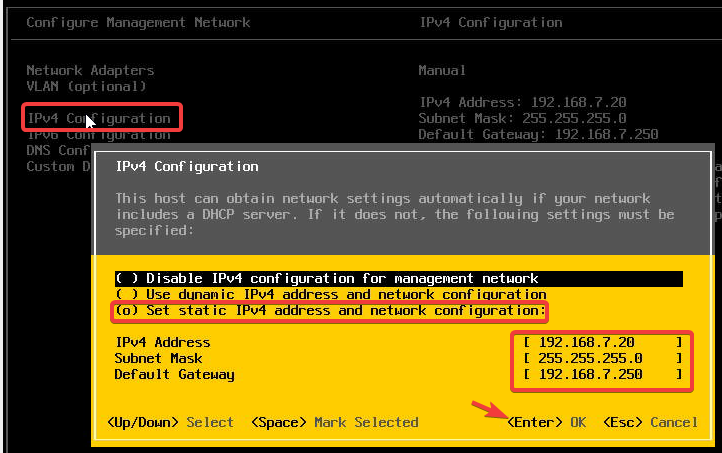 Configure Management Network
IPv4 Configuration
Network Adapters
VLAN (optional)
IPv4 Configuration
IPv6 Configuration
DNS Conf
Custom D
Manual
IPv4 Address: 192.168.7.20
Subnet Mask: 255.255.255.0
Default Gateway: 192.168.7.250
IPv4 Configuration
This host can obtain network settings automatically if your network
includes a DHCP server. If it does not, the following settings must be
specified:
( ) Disable IPv4 configuration for management network
( ) Use dynamic IPv4 address and network configuration
(o) Set static IPv4 address and network configuration:
IPv4 Address [ 192.168.7.20 ]
Subnet Mask [ 255.255.255.0 ]
Default Gateway [ 192.168.7.250 ]
<Up/Down> Select <Space> Mark Selected <Enter> OK <Esc> Cancel